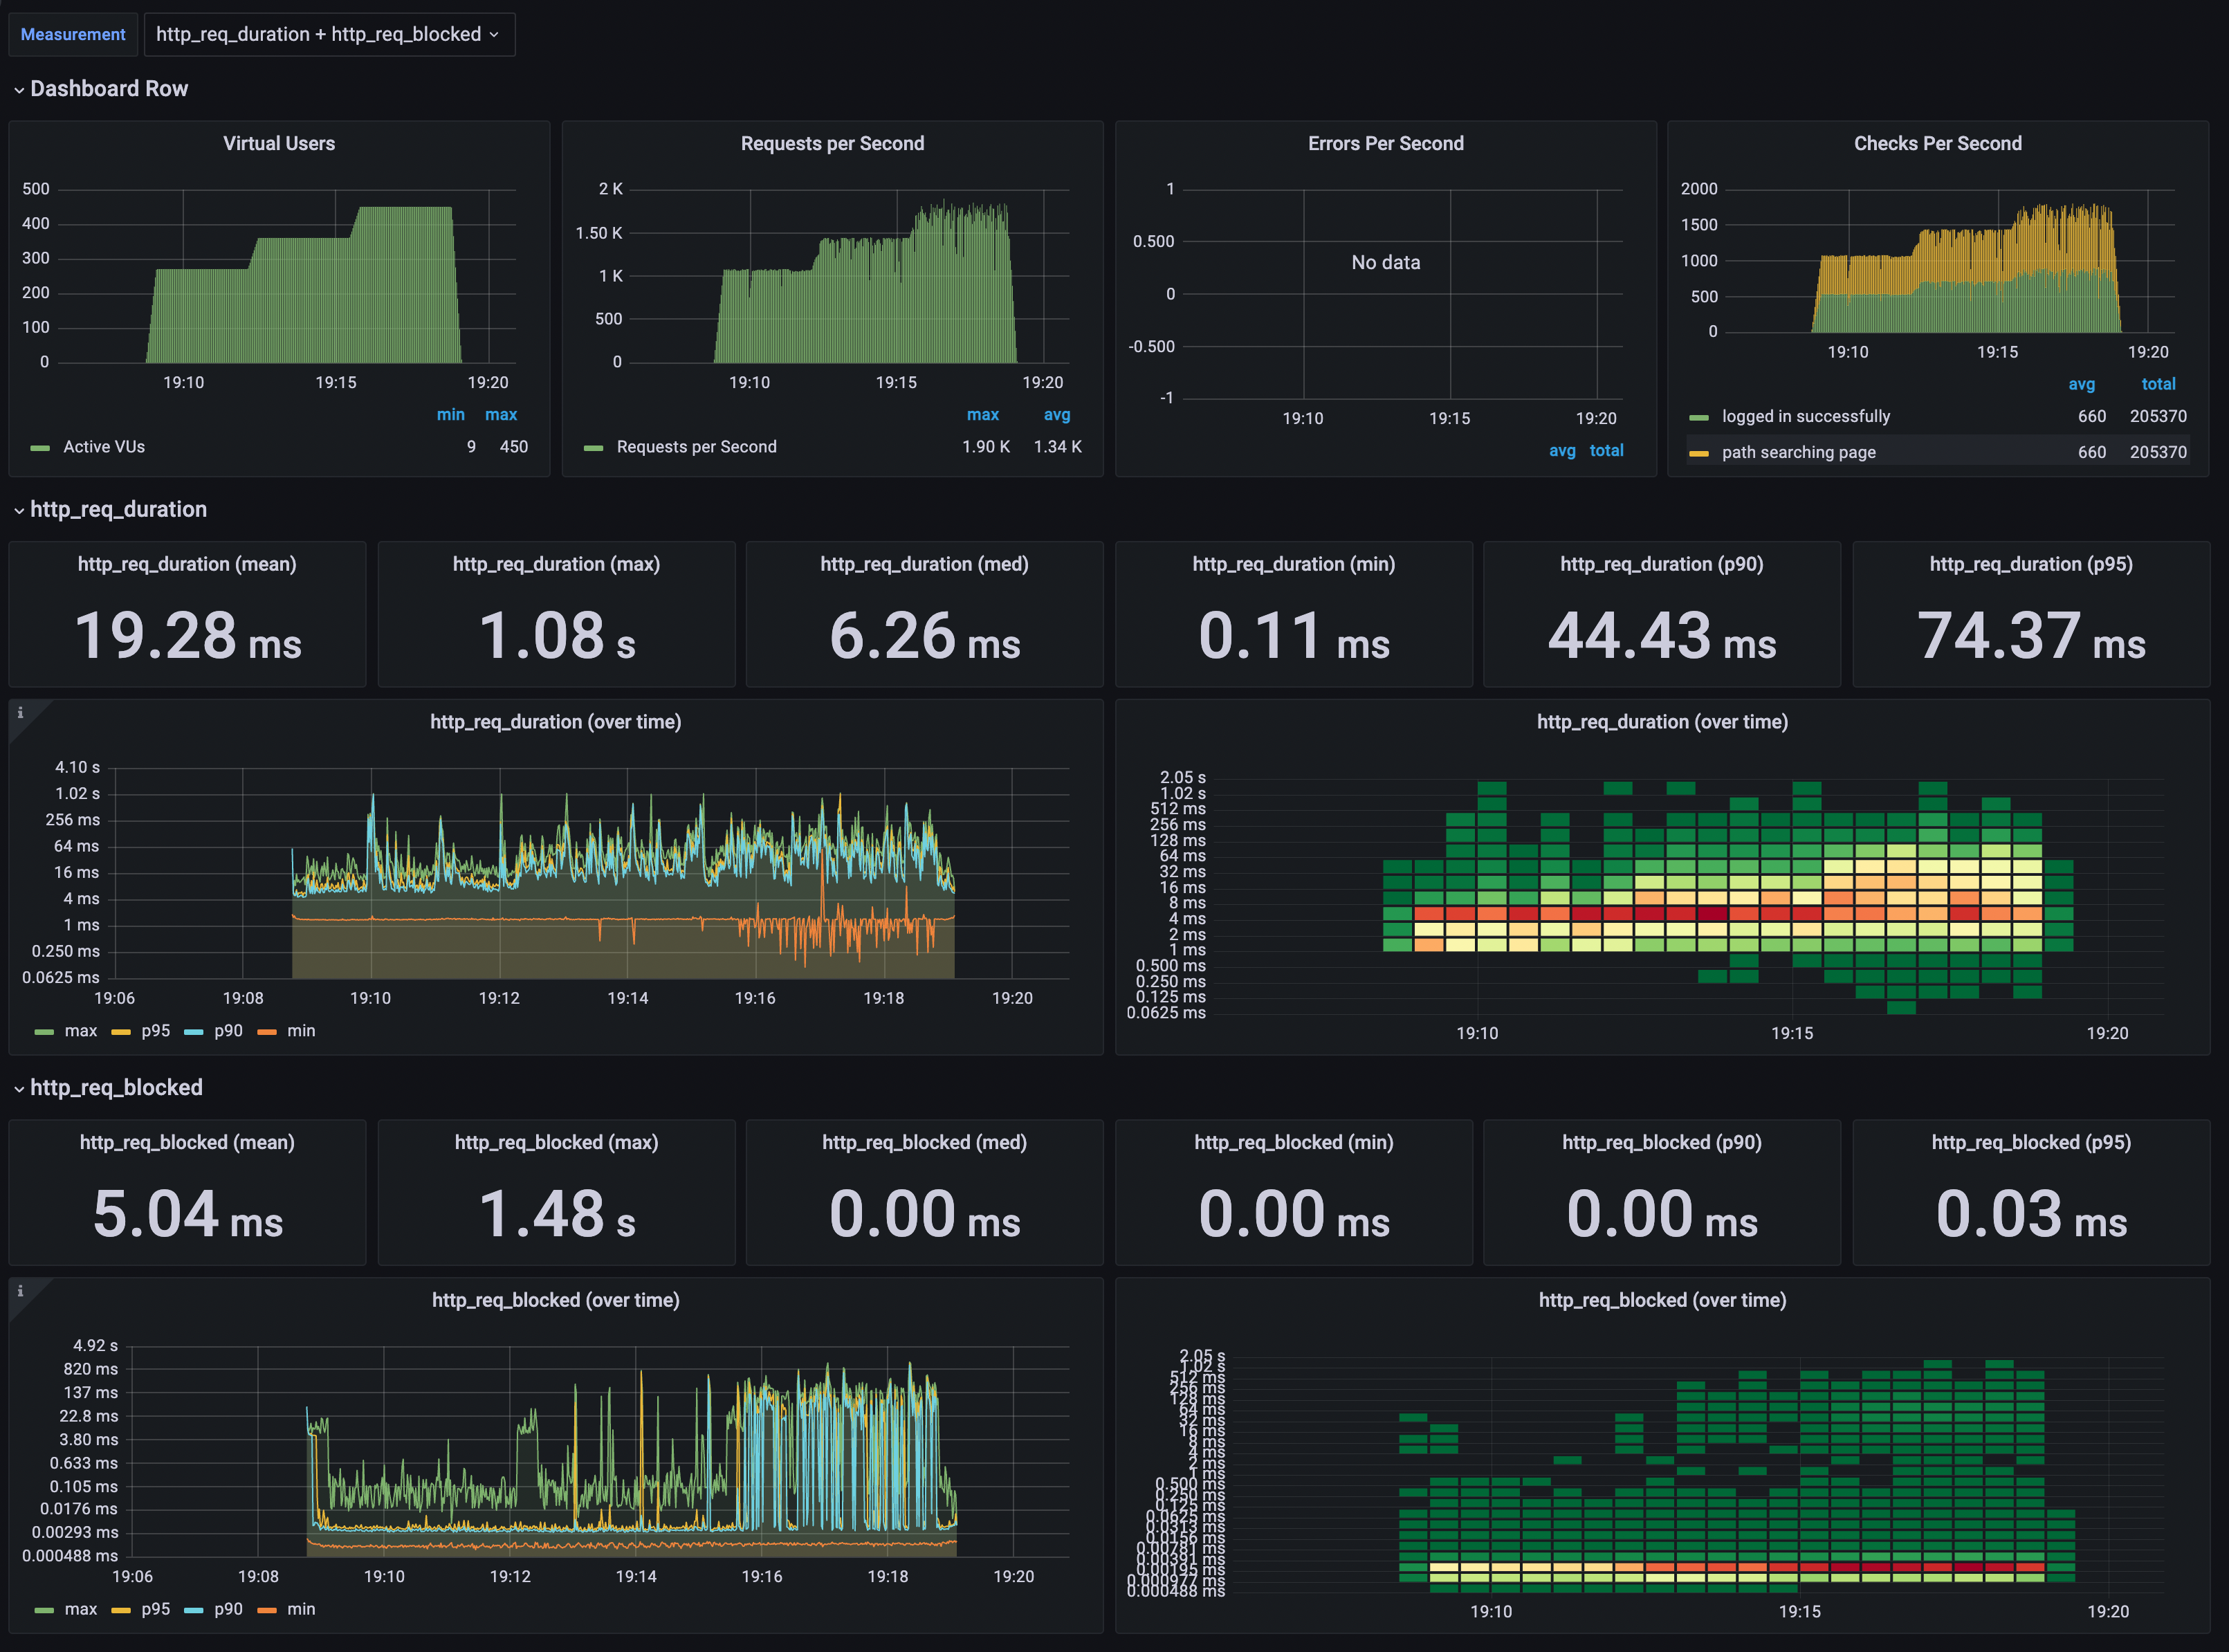 Measurement
http_req_duration + http_req_blocked
Dashboard Row
Virtual Users
500
400
300
200
100
0
19:10 19:15 19:20
min max
Active VUs 9 450
Requests per Second
2 K
1.50 K
1 K
500
0
19:10 19:15 19:20
max avg
Requests per Second 1.90 K 1.34 K
Errors Per Second
1
0.500
0
-0.500
-1
No data
19:10 19:15 19:20
avg total
Checks Per Second
2000
1500
1000
500
0
19:10 19:15 19:20
avg total
logged in successfully 660 205370
path searching page 660 205370
http_req_duration
http_req_duration (mean)
19.28 ms
http_req_duration (max)
1.08 s
http_req_duration (med)
6.26 ms
http_req_duration (min)
0.11 ms
http_req_duration (p90)
44.43 ms
http_req_duration (p95)
74.37 ms
i
http_req_duration (over time)
4.10 s
1.02 s
256 ms
64 ms
16 ms
4 ms
1 ms
0.250 ms
0.0625 ms
19:06 19:08 19:10 19:12 19:14 19:16 19:18 19:20
max p95 p90 min
http_req_duration (over time)
2.05 s
1.02 s
512 ms
256 ms
128 ms
64 ms
32 ms
16 ms
8 ms
4 ms
2 ms
1 ms
0.500 ms
0.250 ms
0.125 ms
0.0625 ms
19:10 19:15 19:20
http_req_blocked
http_req_blocked (mean)
5.04 ms
http_req_blocked (max)
1.48 s
http_req_blocked (med)
0.00 ms
http_req_blocked (min)
0.00 ms
http_req_blocked (p90)
0.00 ms
http_req_blocked (p95)
0.03 ms
i
http_req_blocked (over time)
4.92 s
820 ms
137 ms
22.8 ms
3.80 ms
0.633 ms
0.105 ms
0.0176 ms
0.00293 ms
0.000488 ms
19:06 19:08 19:10 19:12 19:14 19:16 19:18 19:20
max p95 p90 min
http_req_blocked (over time)
2.05 s
1.02 s
512 ms
256 ms
128 ms
64 ms
32 ms
16 ms
8 ms
4 ms
2 ms
1 ms
0.500 ms
0.250 ms
0.125 ms
0.0625 ms
0.0313 ms
0.0156 ms
0.00781 ms
0.00391 ms
0.00195 ms
0.000977 ms
0.000488 ms
19:10 19:15 19:20